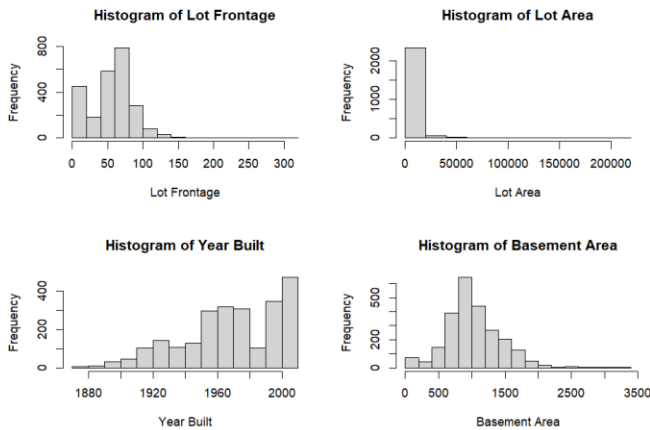 Histogram of Lot Frontage
Frequency
0 400 800
0 50 100 150 200 250 300
Lot Frontage
Histogram of Lot Area
Frequency
0 1000 2000
0 50000 100000 150000 200000
Lot Area
Histogram of Year Built
Frequency
0 200 400
1880 1920 1960 2000
Year Built
Histogram of Basement Area
Frequency
0 200 500
0 500 1500 2500 3500
Basement Area